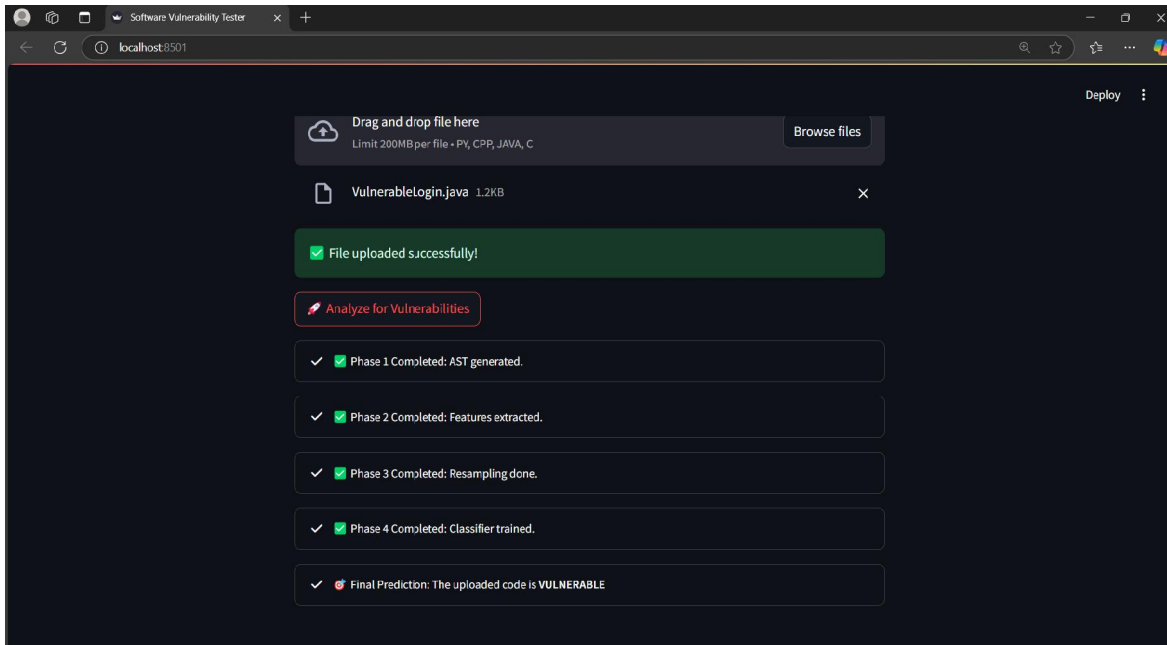 Software Vulnerability Tester
localhost:8501
Deploy
Drag and drop file here
Limit 200MB per file • PY, CPP, JAVA, C
Browse files
VulnerableLogin.java 1.2KB
✅ File uploaded successfully!
🚀 Analyze for Vulnerabilities
✅ Phase 1 Completed: AST generated.
✅ Phase 2 Completed: Features extracted.
✅ Phase 3 Completed: Resampling done.
✅ Phase 4 Completed: Classifier trained.
🎯 Final Prediction: The uploaded code is VULNERABLE